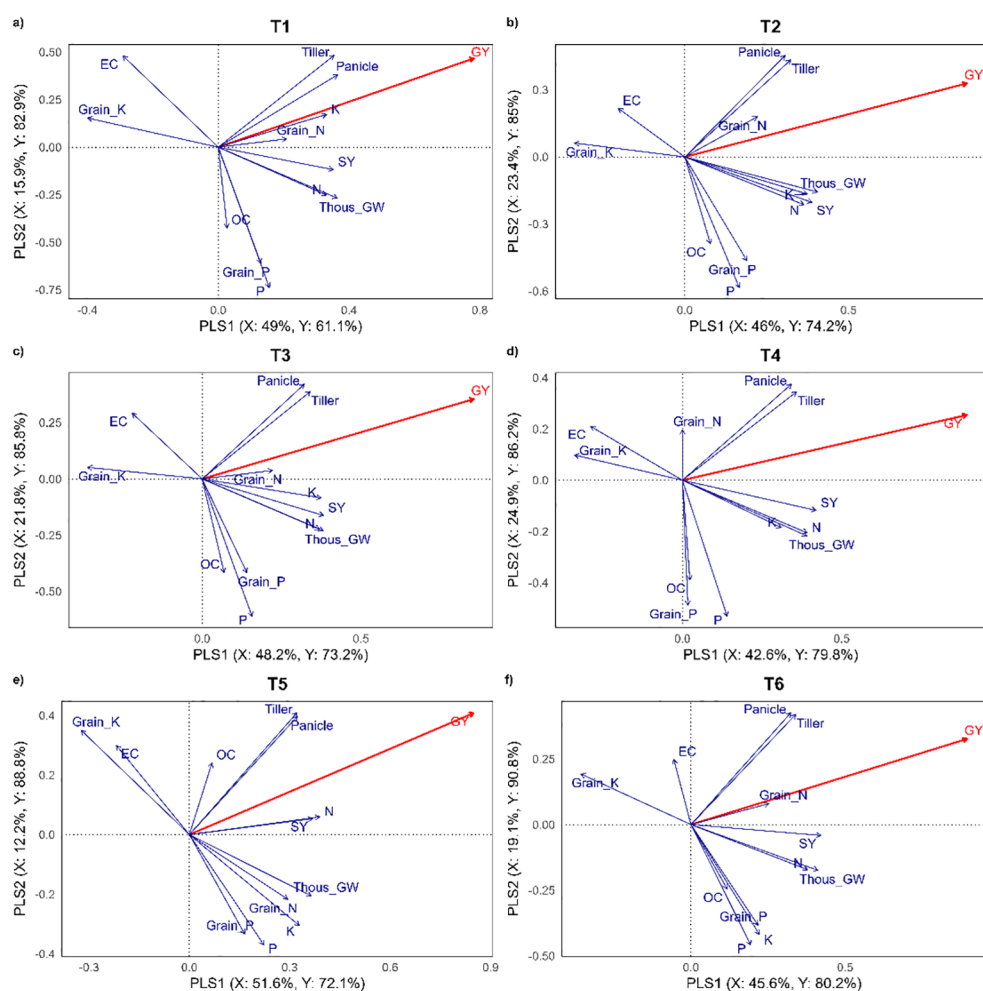 a) T1
0.50
0.25
0.00
-0.25
-0.50
-0.75
PLS2 (X: 15.9%, Y: 82.9%)
EC
Tiller
Panicle
GY
Grain_K
K
Grain_N
SY
N
Thous_GW
OC
Grain_P
P
-0.4 0.0 0.4 0.8
PLS1 (X: 49%, Y: 61.1%)
b) T2
0.3
0.0
-0.3
-0.6
PLS2 (X: 23.4%, Y: 85%)
Panicle
Tiller
GY
EC
Grain_N
Grain_K
Thous_GW
K
N
SY
OC
Grain_P
P
0.0 0.5
PLS1 (X: 46%, Y: 74.2%)
c) T3
0.25
0.00
-0.25
-0.50
PLS2 (X: 21.8%, Y: 85.8%)
Panicle
Tiller
GY
EC
Grain_K
Grain_N
K
SY
N
Thous_GW
OC
Grain_P
P
0.0 0.5
PLS1 (X: 48.2%, Y: 73.2%)
d) T4
0.4
0.2
0.0
-0.2
-0.4
PLS2 (X: 24.9%, Y: 86.2%)
Panicle
Tiller
GY
Grain_N
EC
Grain_K
SY
K
N
Thous_GW
OC
Grain_P
P
0.0 0.5
PLS1 (X: 42.6%, Y: 79.8%)
e) T5
0.4
0.2
0.0
-0.2
-0.4
PLS2 (X: 12.2%, Y: 88.8%)
Tiller
Panicle
GY
Grain_K
EC
OC
N
SY
Thous_GW
Grain_N
Grain_P
K
P
-0.3 0.0 0.3 0.6 0.9
PLS1 (X: 51.6%, Y: 72.1%)
f) T6
0.25
0.00
-0.25
-0.50
PLS2 (X: 19.1%, Y: 90.8%)
Panicle
Tiller
GY
EC
Grain_K
Grain_N
SY
N
Thous_GW
OC
Grain_P
P
K
0.0 0.5
PLS1 (X: 45.6%, Y: 80.2%)